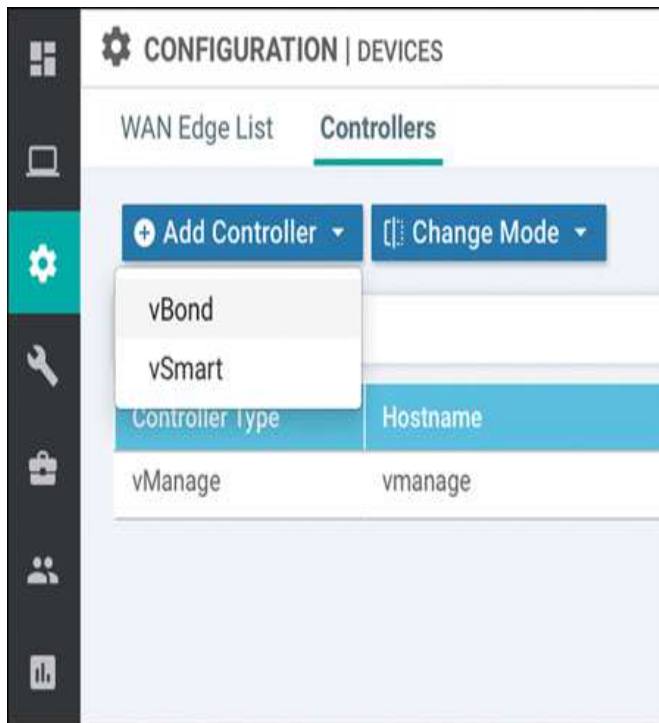 CONFIGURATION | DEVICES
WAN Edge List Controllers
Add Controller Change Mode
vBond
vSmart
Controller Type Hostname
vManage vmanage